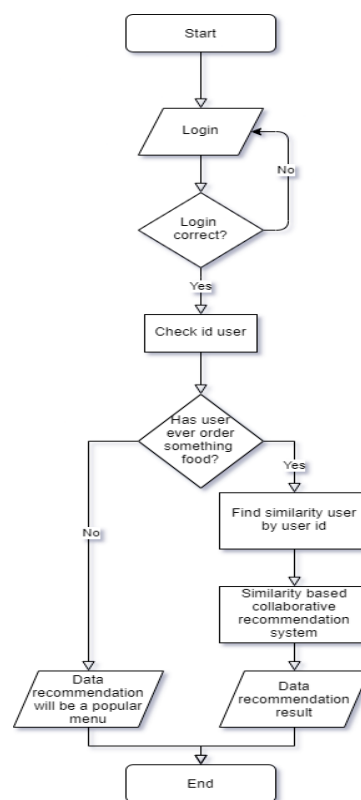 Start
Login
No
Login
correct?
Yes
Check id user
Has user
ever order
something
food?
Yes
No
Find similarity user
by user id
Similarity based
collaborative
recommendation
system
Data
recommendation
will be a popular
menu
Data
recommendation
result
End